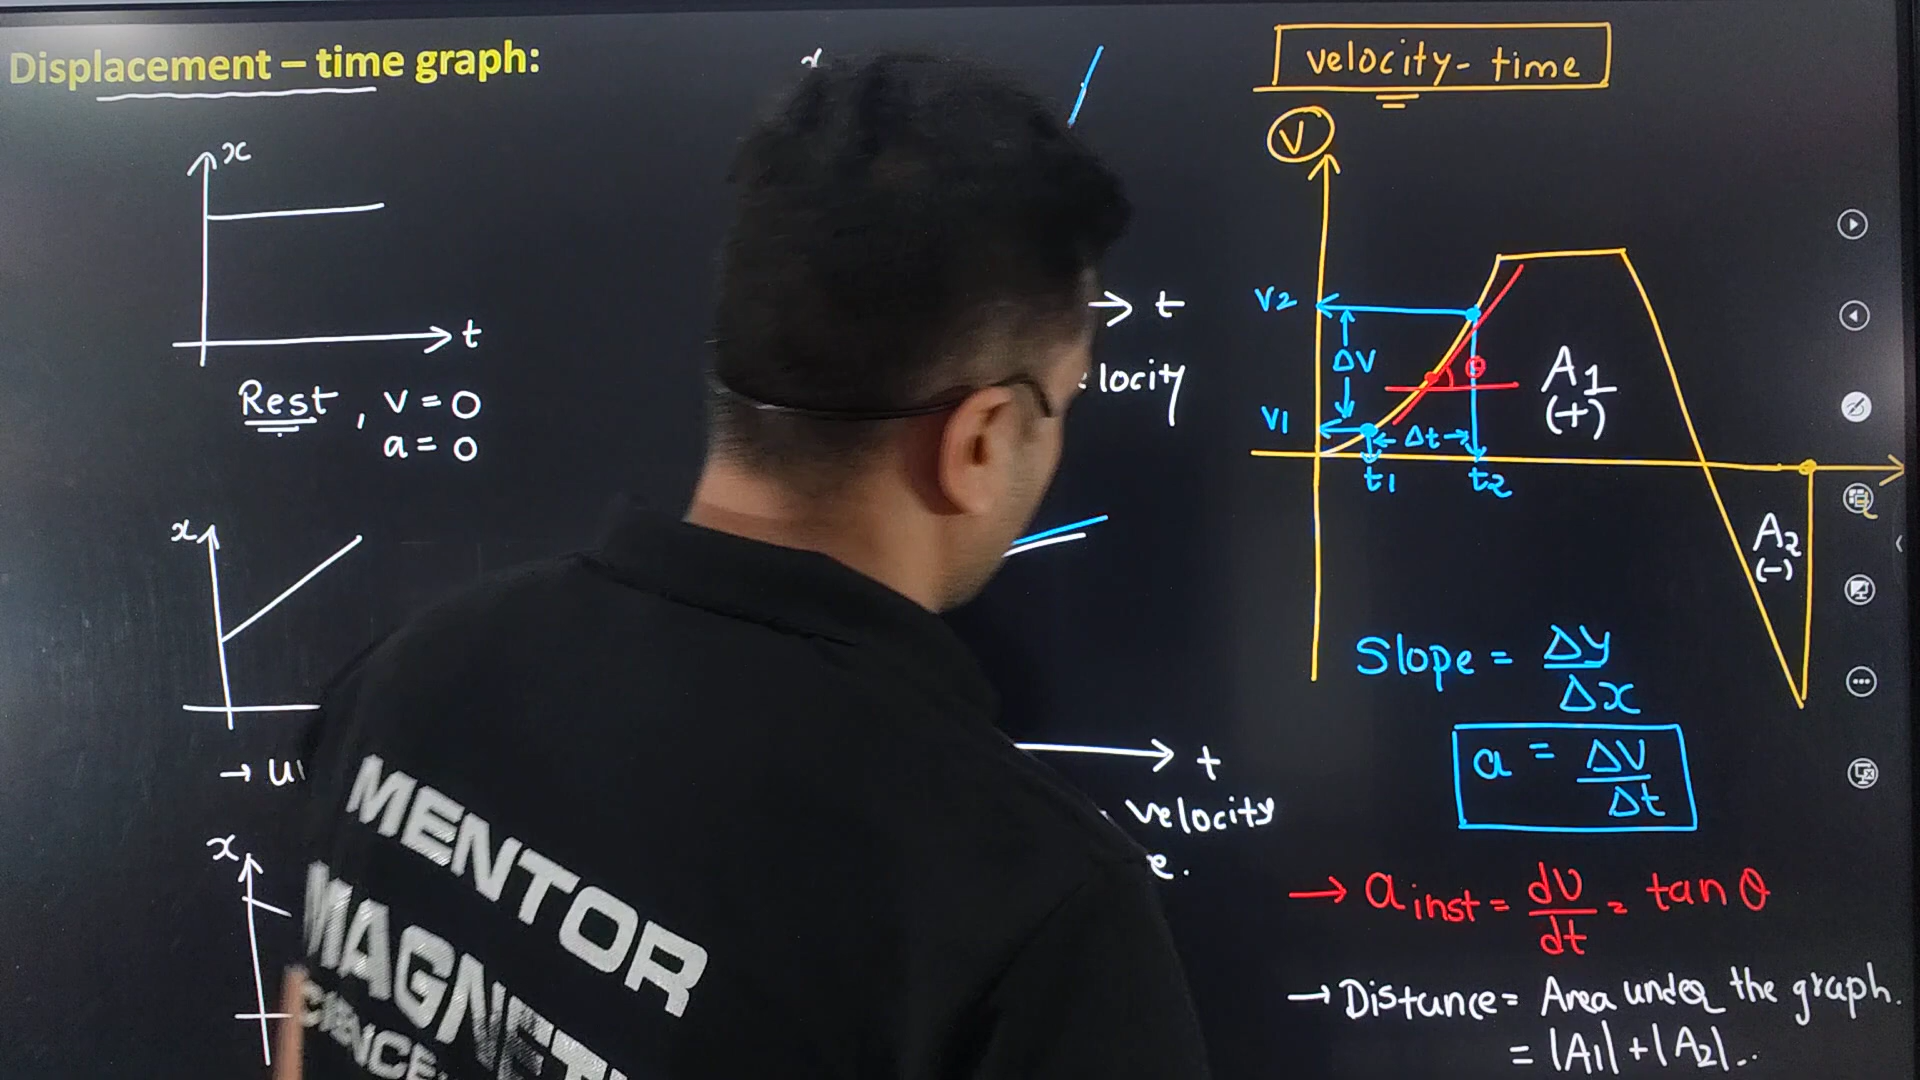 Displacement – time graph:
x
t
Rest, v = 0
a = 0
x
x
t
velocity
MENTOR
velocity - time
V
V2
ΔV
θ
A1
(+)
V1
Δt
t1
t2
A2
(-)
Slope = Δy
Δx
a = ΔV
Δt
→ a inst = dv = tan θ
dt
→ Distance = Area under the graph.
= |A1| + |A2|..